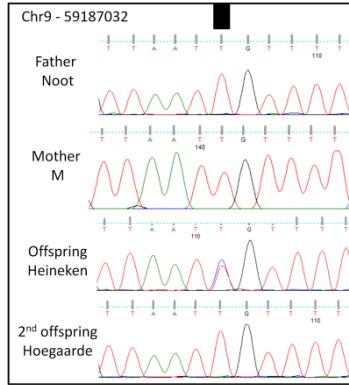 Chr9 - 59187032
T T A A T T G T T T T
110
Father
Noot
T T A A T T G T T T T
140
Mother
M
T T A A T T G T T T T
110
Offspring
Heineken
T T A A T T G T T T T
110
2nd offspring
Hoegaarde